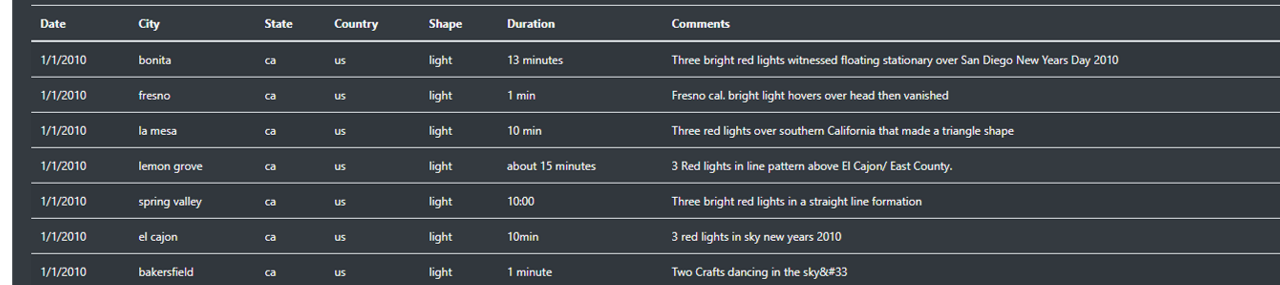 Date City State Country Shape Duration Comments
1/1/2010 bonita ca us light 13 minutes Three bright red lights witnessed floating stationary over San Diego New Years Day 2010
1/1/2010 fresno ca us light 1 min Fresno cal. bright light hovers over head then vanished
1/1/2010 la mesa ca us light 10 min Three red lights over southern California that made a triangle shape
1/1/2010 lemon grove ca us light about 15 minutes 3 Red lights in line pattern above El Cajon/ East County.
1/1/2010 spring valley ca us light 10:00 Three bright red lights in a straight line formation
1/1/2010 el cajon ca us light 10min 3 red lights in sky new years 2010
1/1/2010 bakersfield ca us light 1 minute Two Crafts dancing in the sky&#33